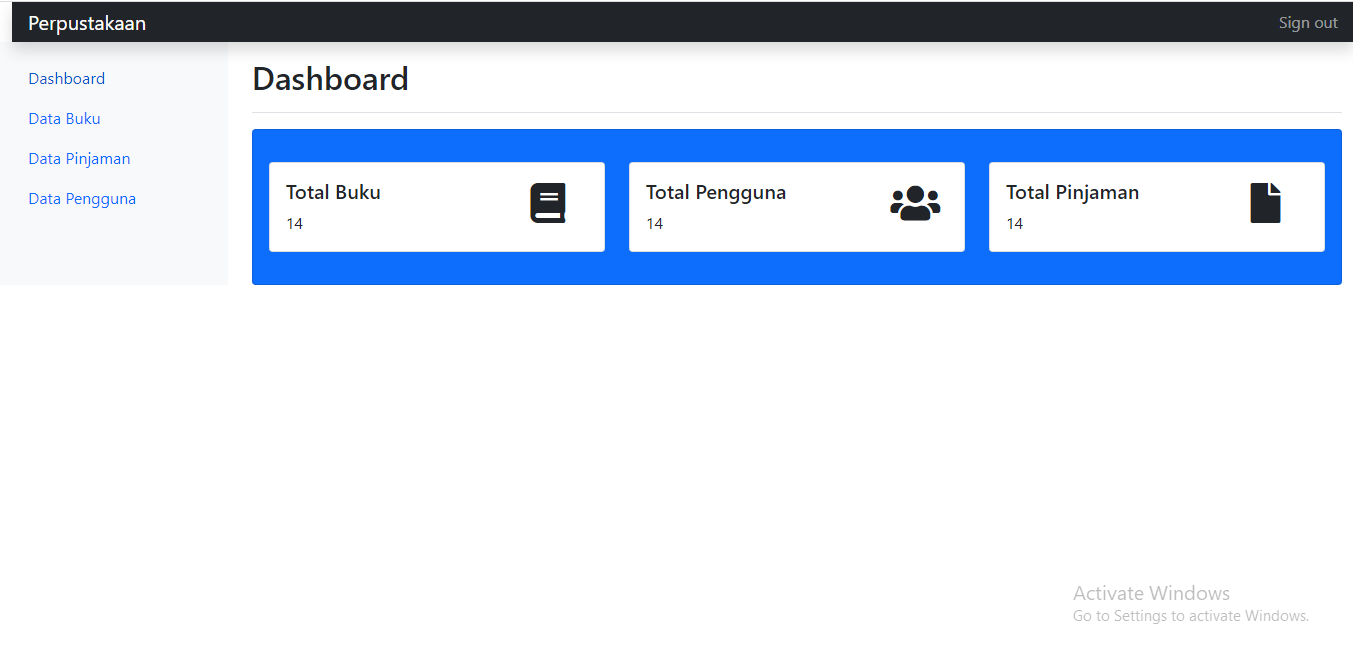 Perpustakaan
Sign out
Dashboard
Data Buku
Data Pinjaman
Data Pengguna
Dashboard
Total Buku
14
Total Pengguna
14
Total Pinjaman
14
Activate Windows
Go to Settings to activate Windows.